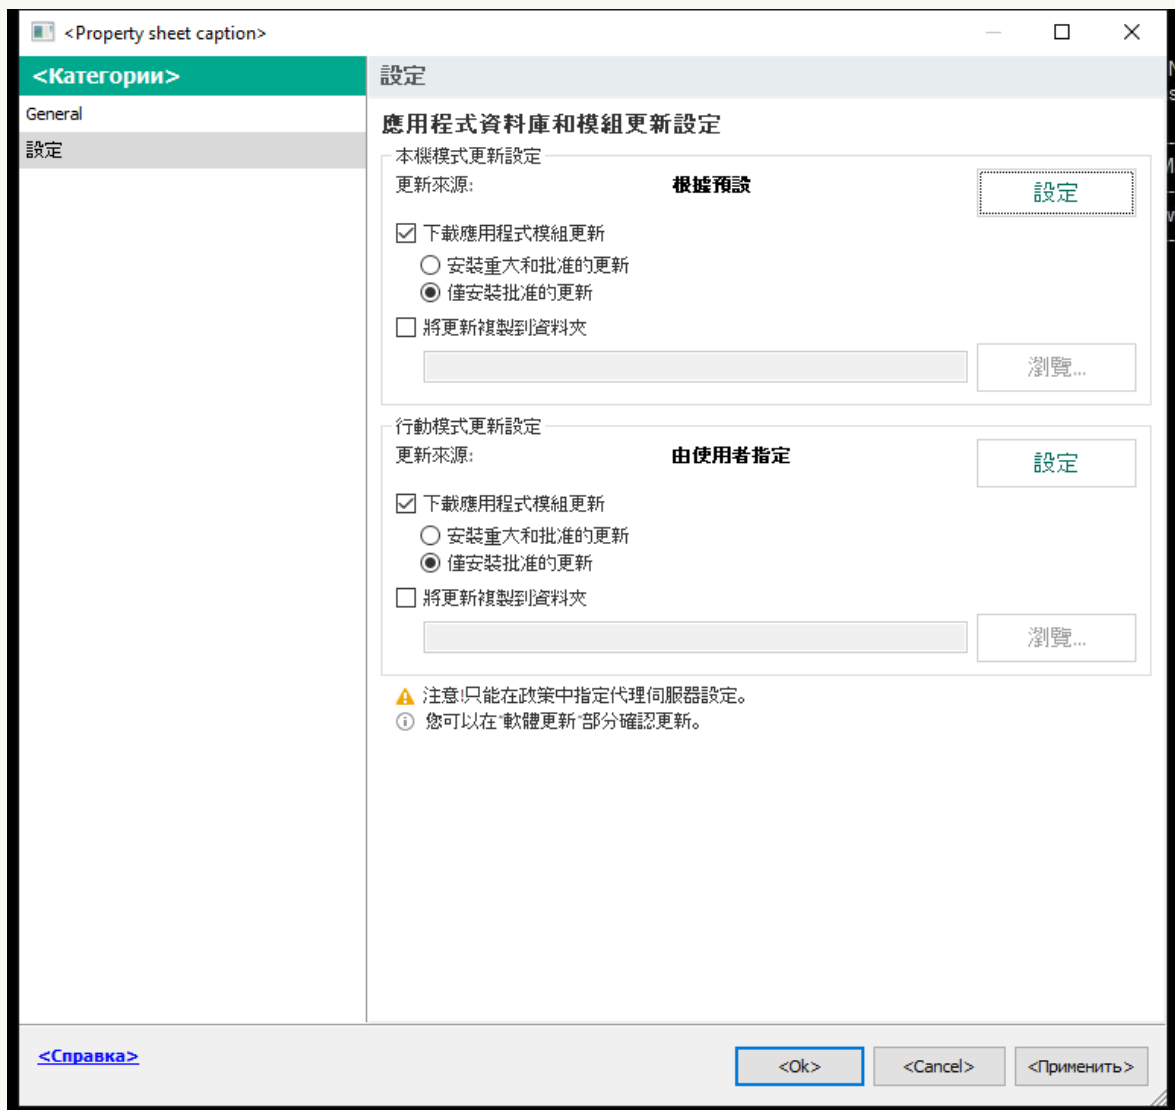 <Property sheet caption>
<Категории>
General
設定
設定
應用程式資料庫和模組更新設定
本機模式更新設定
更新來源: 根據預設 設定
下載應用程式模組更新
安裝重大和批准的更新
僅安裝批准的更新
將更新複製到資料夾
瀏覽...
行動模式更新設定
更新來源: 由使用者指定 設定
下載應用程式模組更新
安裝重大和批准的更新
僅安裝批准的更新
將更新複製到資料夾
瀏覽...
注意!只能在政策中指定代理伺服器設定。
您可以在"軟體更新"部分確認更新。
<Справка>
<Ok> <Cancel> <Применить>